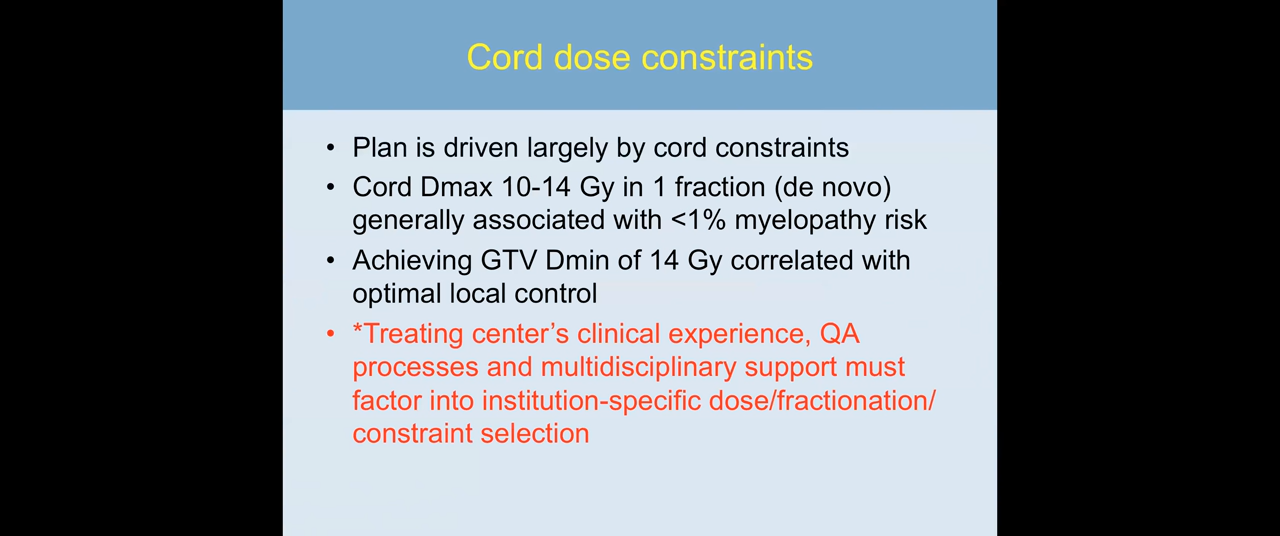 Cord dose constraints
• Plan is driven largely by cord constraints
• Cord Dmax 10-14 Gy in 1 fraction (de novo)
generally associated with <1% myelopathy risk
• Achieving GTV Dmin of 14 Gy correlated with
optimal local control
• *Treating center’s clinical experience, QA
processes and multidisciplinary support must
factor into institution-specific dose/fractionation/
constraint selection